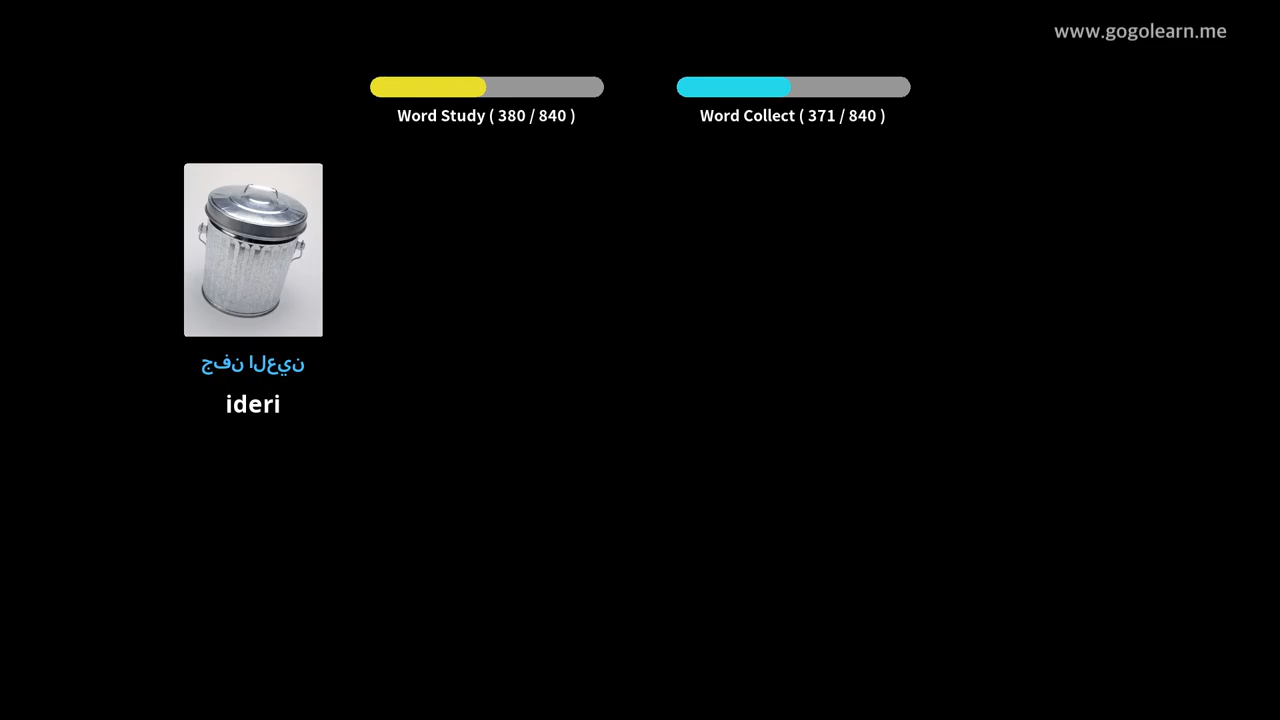 www.gogolearn.me
Word Study ( 380 / 840 )
Word Collect ( 371 / 840 )
جفن العين
ideri